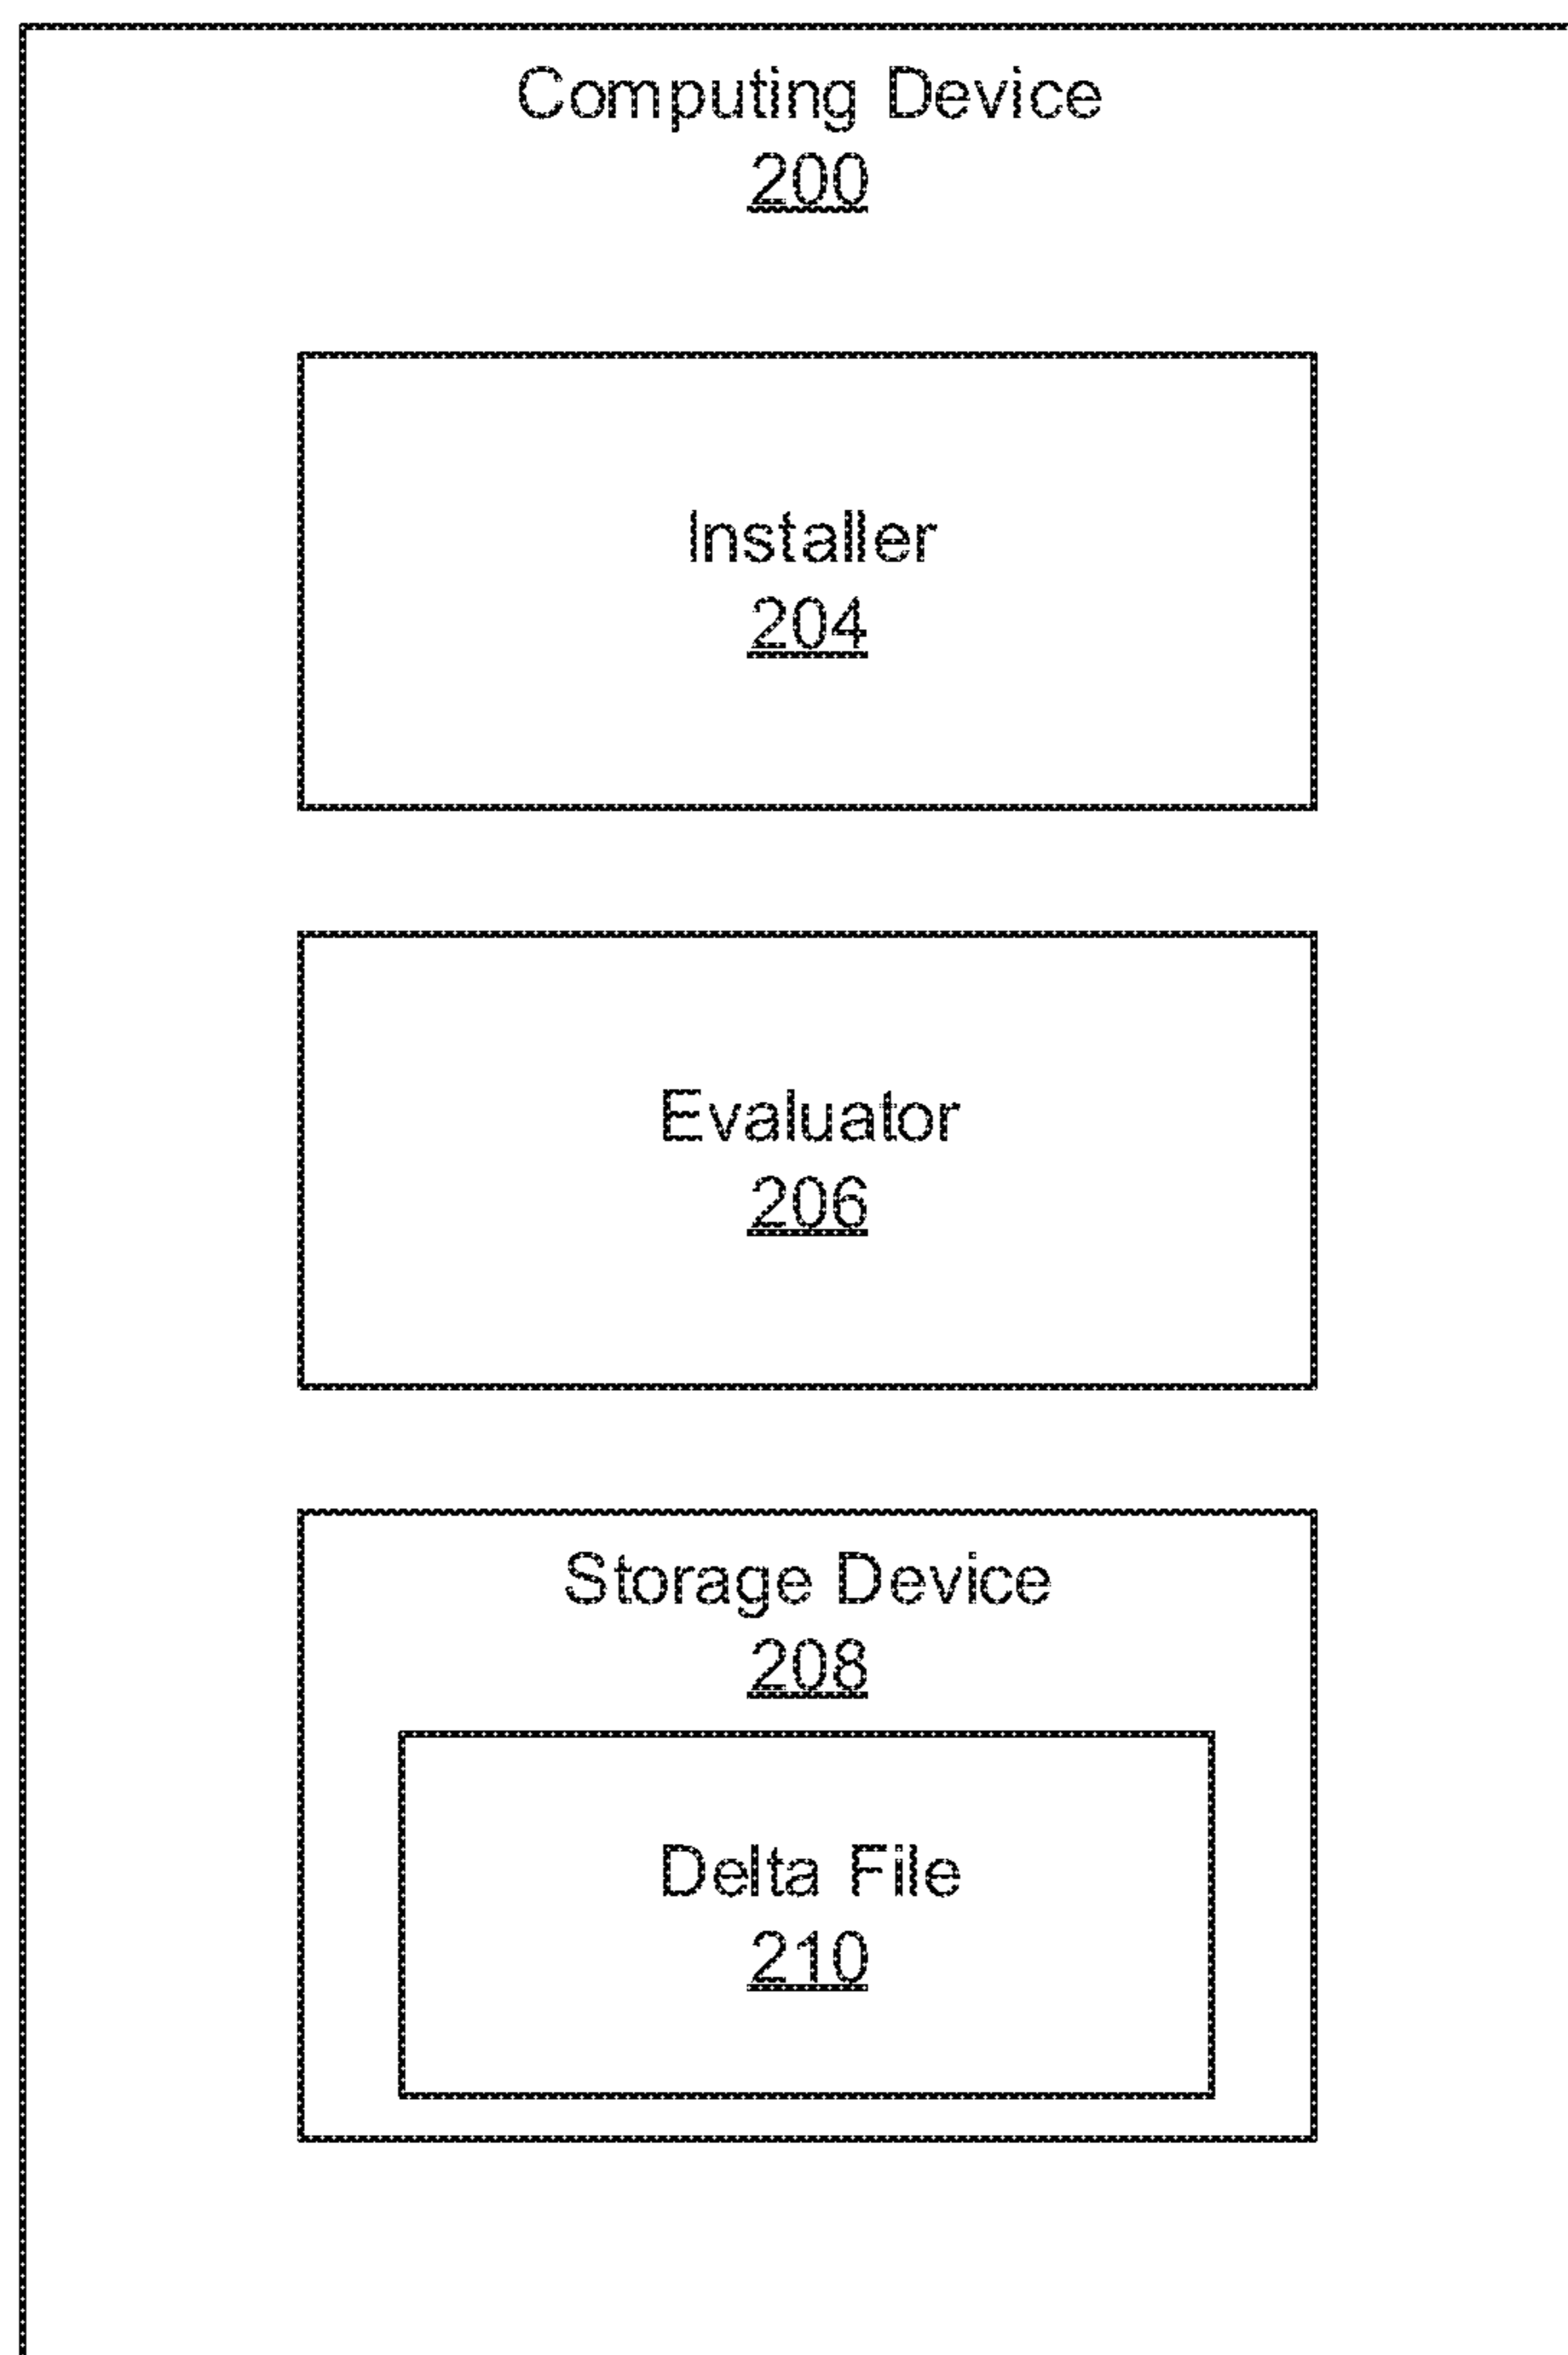 Computing Device
200
Installer
204
Evaluator
206
Storage Device
208
Delta File
210